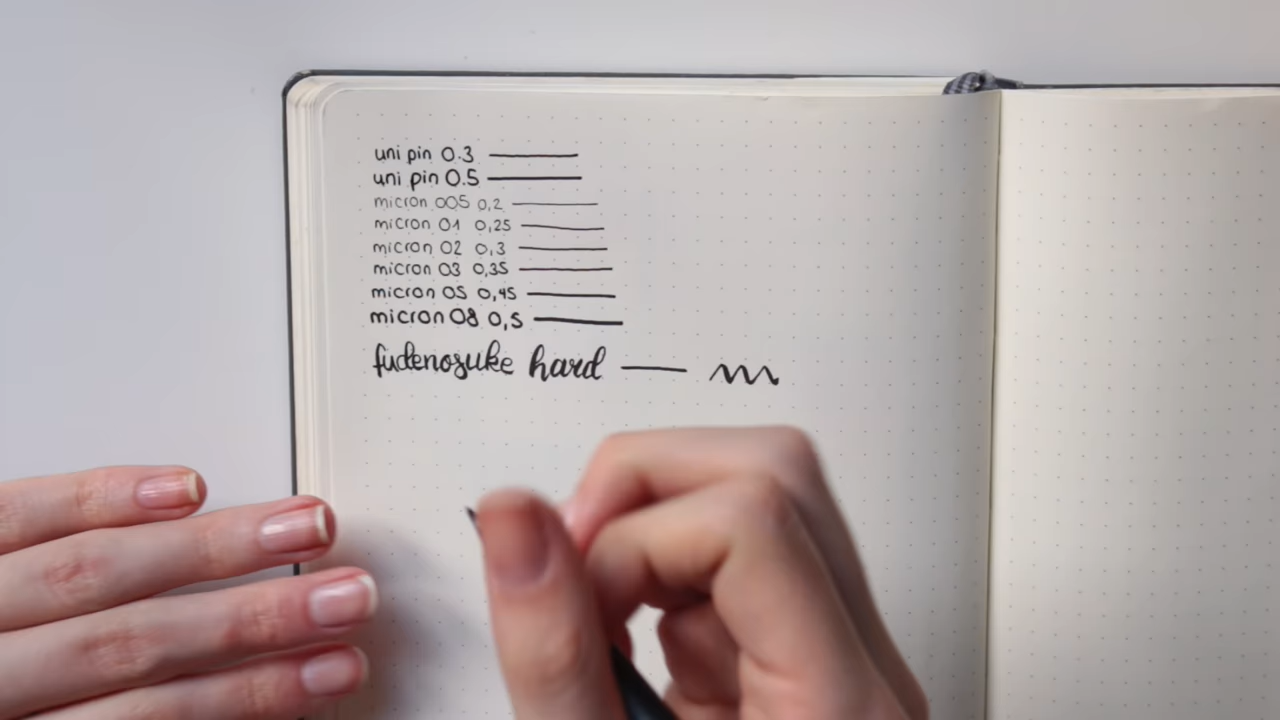 uni pin 0.3
uni pin 0.5
micron 005 0,2
micron 01 0,25
micron 02 0,3
micron 03 0,35
micron 05 0,45
micron 08 0,5
fudenosuke hard